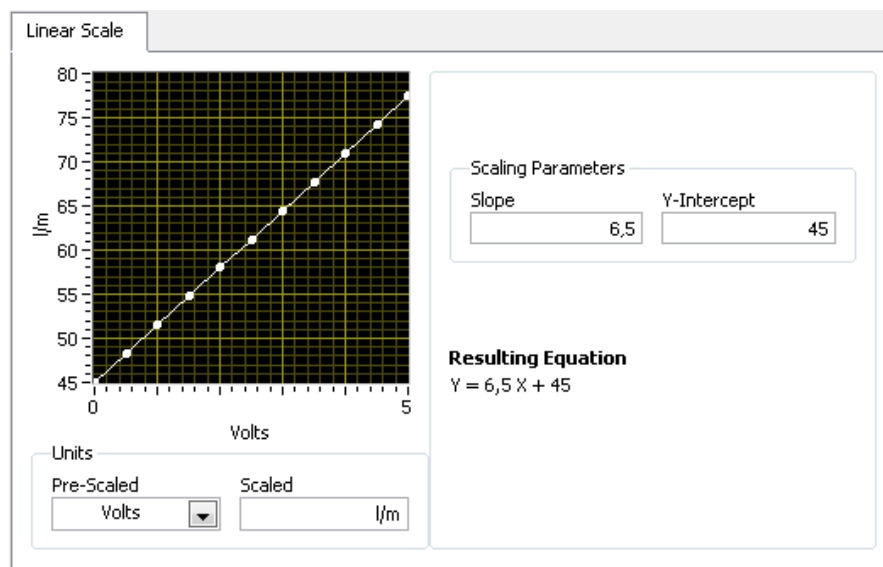 Linear Scale
80
75
70
65
60
55
50
45
l/m
0
5
Volts
Scaling Parameters
Slope
Y-Intercept
6,5
45
Resulting Equation
Y = 6,5 X + 45
Units
Pre-Scaled
Scaled
Volts
l/m